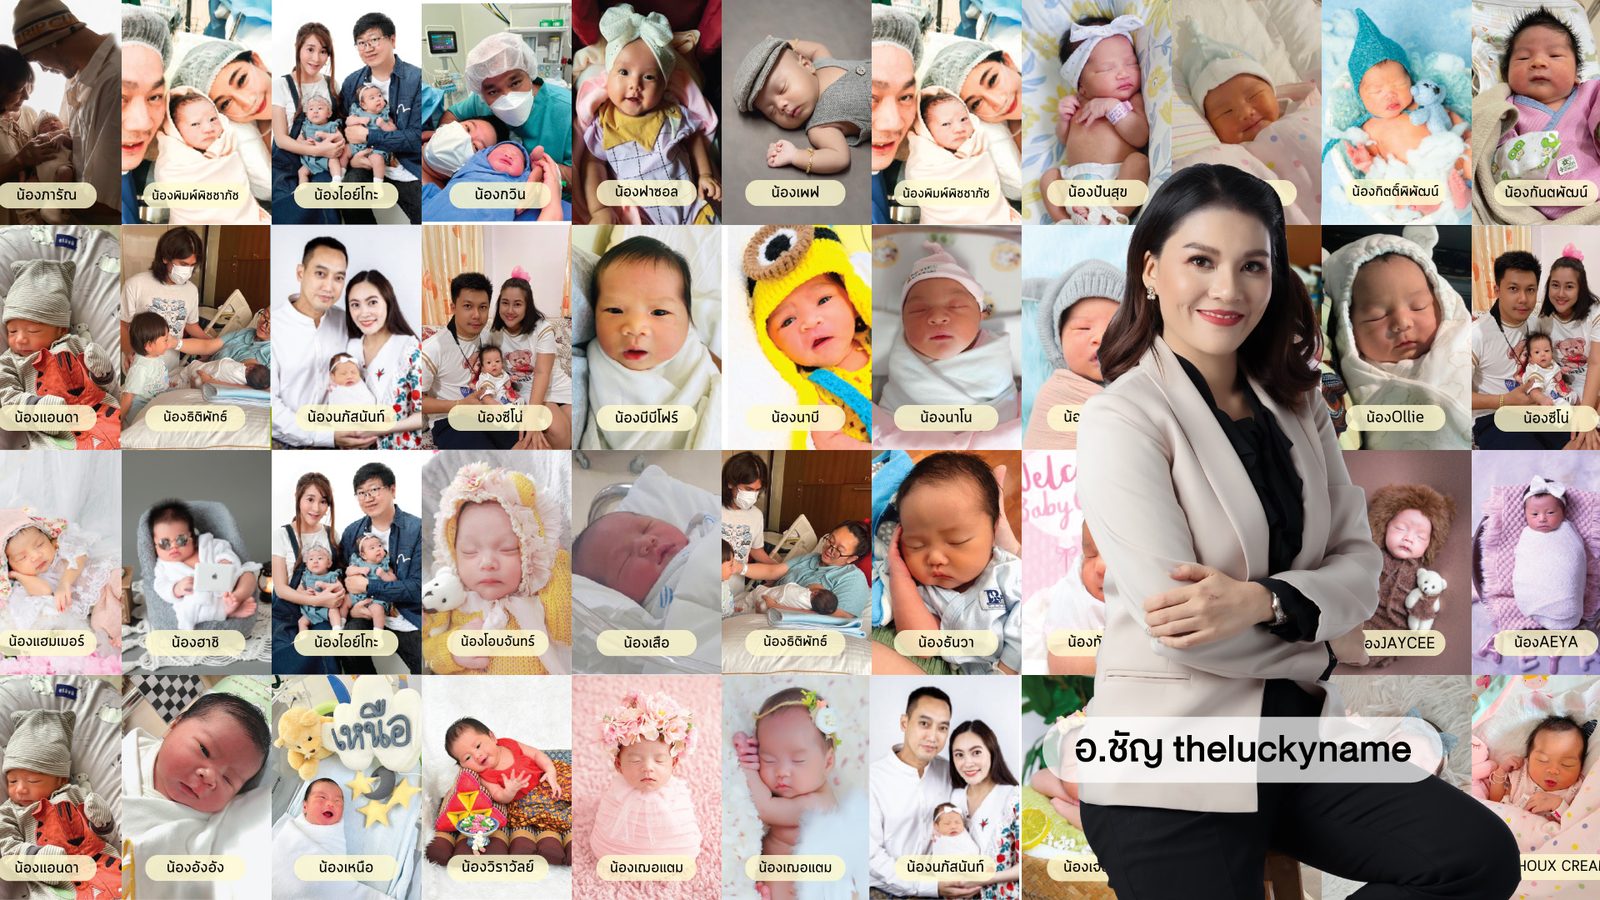 น้องภารัณ
น้องพิมพ์พิชชาภัช
น้องไอย์โกะ
น้องกวิน
น้องฟาซอล
น้องเพฟ
น้องพิมพ์พิชชาภัช
น้องปันสุข
น้องกิตติ์พิพัฒน์
น้องกันตพัฒน์
น้องแอนดา
น้องธิติพัทธ์
น้องนภัสนันท์
น้องซีโน่
น้องบีบีโฟร์
น้องนาบี
น้องนาโน
น้องOllie
น้องซีโน่
น้องแฮมเมอร์
น้องฮาชิ
น้องไอย์โกะ
น้องโอบจันทร์
น้องเสือ
น้องธิติพัทธ์
น้องธันวา
Baby
องJAYCEE
น้องAEYA
อ.ชัญ theluckyname
เหนือ
น้องแอนดา
น้องอังอัง
น้องเหนือ
น้องวิราวัลย์
น้องเฌอแตม
น้องเฌอแตม
น้องนภัสนันท์
HOUX CREAM